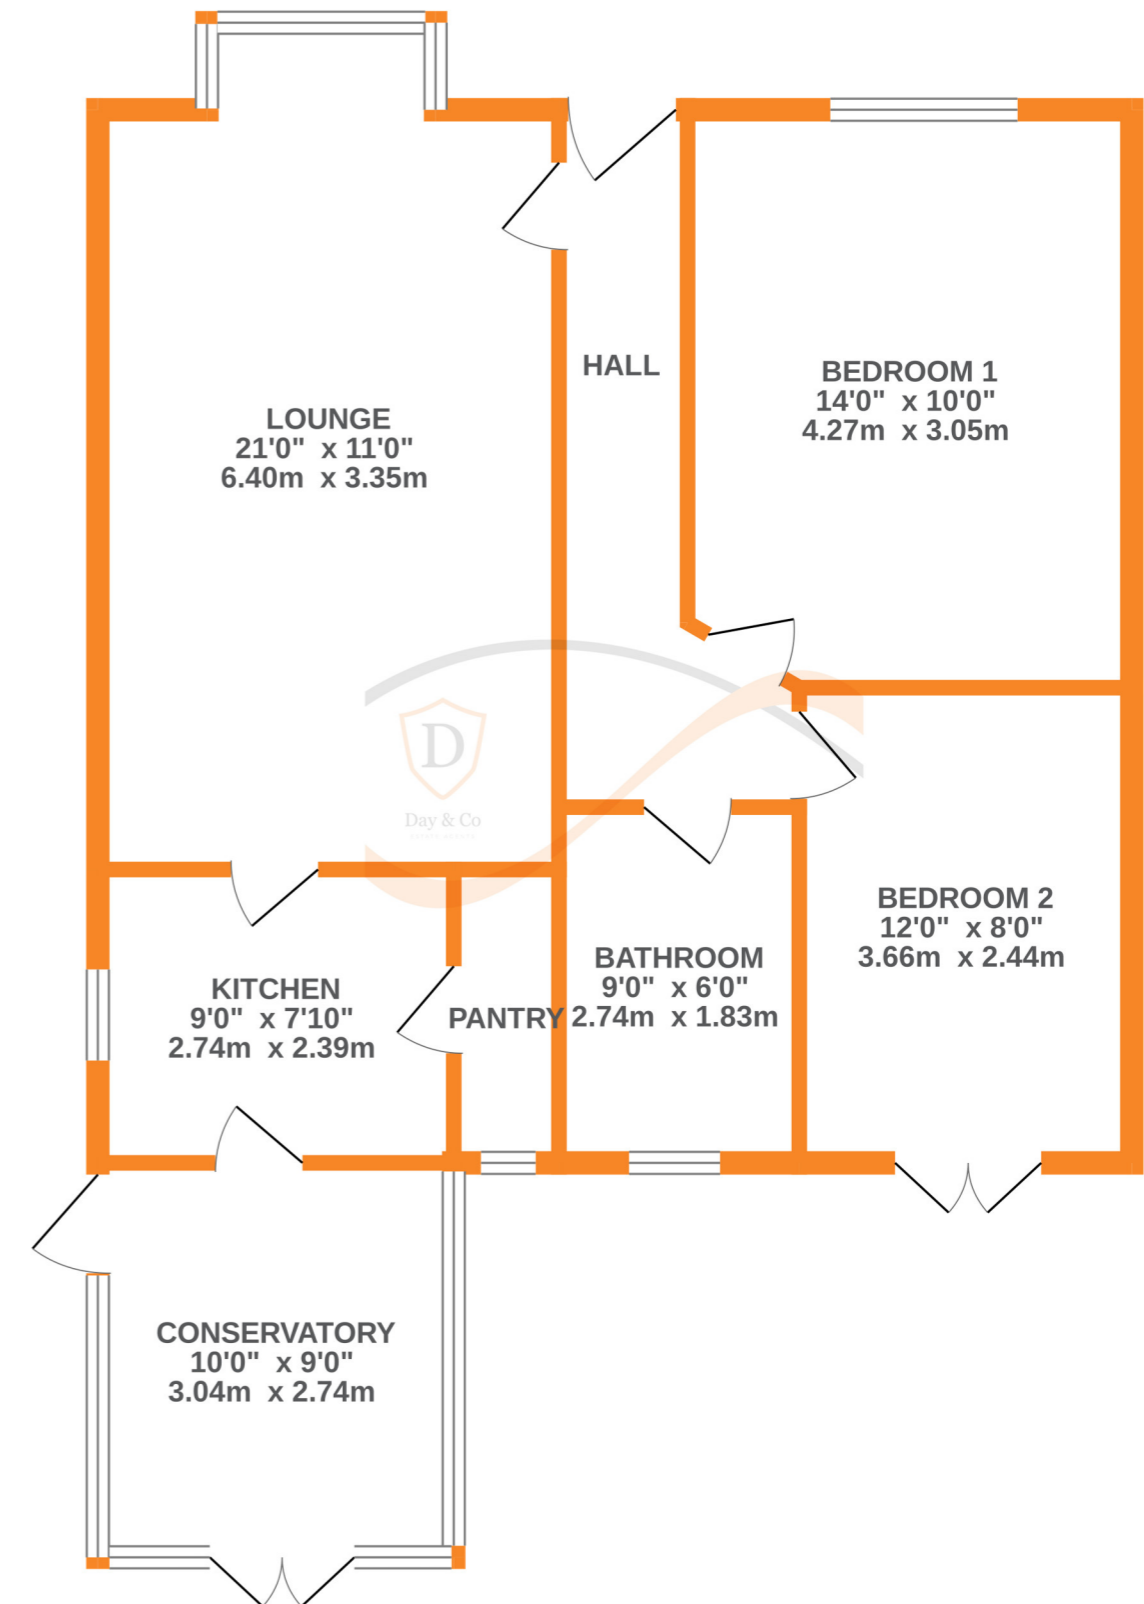 HALL
BEDROOM 1
14'0" x 10'0"
4.27m x 3.05m
LOUNGE
21'0" x 11'0"
6.40m x 3.35m
D
Day & Co
BEDROOM 2
12'0" x 8'0"
3.66m x 2.44m
BATHROOM
9'0" x 6'0"
2.74m x 1.83m
KITCHEN
9'0" x 7'10"
2.74m x 2.39m
PANTRY
CONSERVATORY
10'0" x 9'0"
3.04m x 2.74m